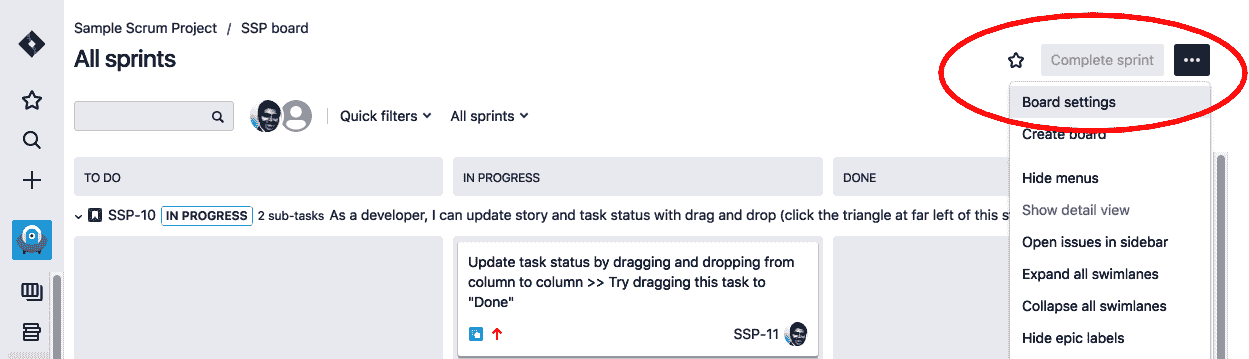 Sample Scrum Project / SSP board
All sprints
Complete sprint
Quick filters
All sprints
Board settings
Create board
Hide menus
Show detail view
Open issues in sidebar
Expand all swimlanes
Collapse all swimlanes
Hide epic labels
TO DO
IN PROGRESS
DONE
SSP-10 IN PROGRESS 2 sub-tasks As a developer, I can update story and task status with drag and drop (click the triangle at far left of this
Update task status by dragging and dropping from
column to column >> Try dragging this task to
"Done"
SSP-11